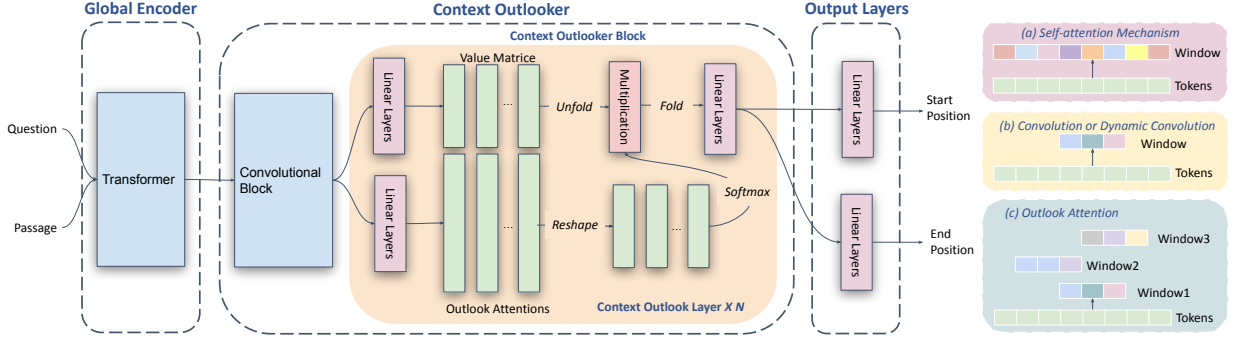 Global Encoder
Context Outlooker
Output Layers
Context Outlooker Block
Value Matrice
Question
Passage
Transformer
Convolutional
Block
Linear Layers
Linear Layers
...
...
Outlook Attentions
Unfold
Reshape
Multiplication
Fold
Softmax
...
Linear Layers
Context Outlook Layer X N
Linear Layers
Linear Layers
Start
Position
End
Position
(a) Self-attention Mechanism
Window
Tokens
(b) Convolution or Dynamic Convolution
Window
Tokens
(c) Outlook Attention
Window3
Window2
Window1
Tokens